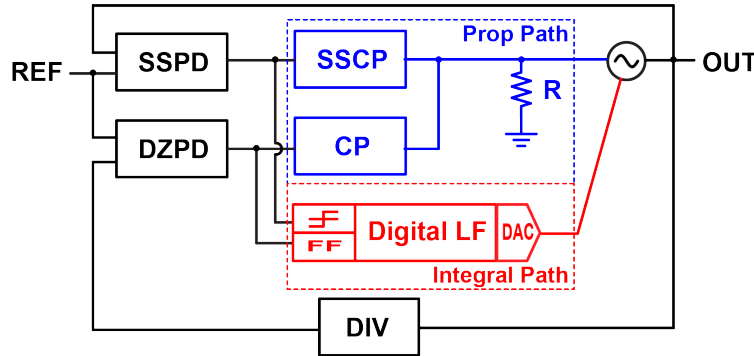 Prop Path
REF
SSPD
SSCP
R
OUT
DZPD
CP
FF
Digital LF
DAC
Integral Path
DIV